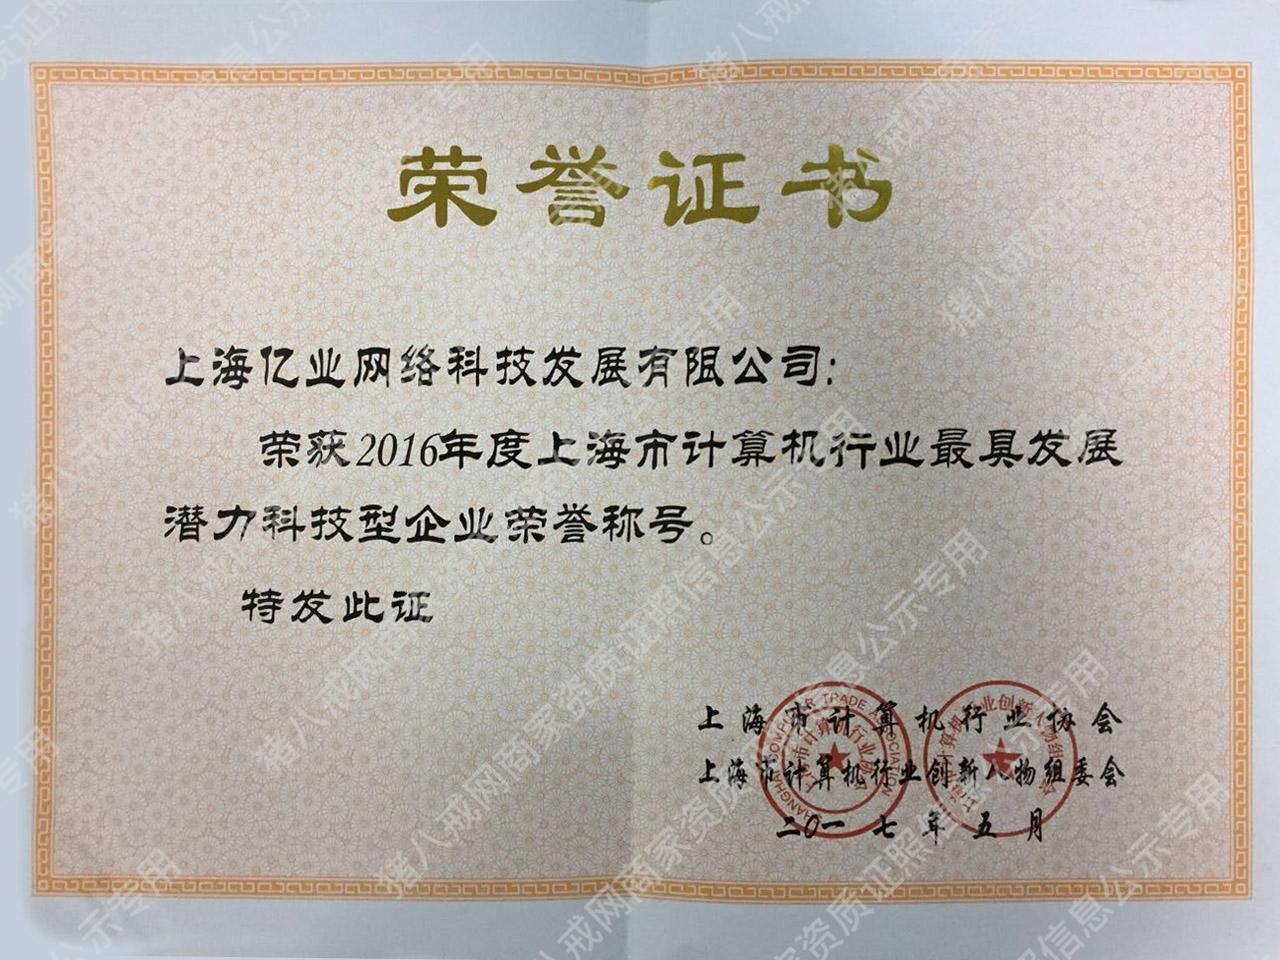 荣誉证书
上海亿业网络科技发展有限公司:
荣获2016年度上海市计算机行业最具发展
潜力科技型企业荣誉称号。
特发此证
上海市计算机行业协会
上海市计算机行业创新人物组委会
二〇一七年五月
猪八戒网商家资质证照信息公示专用